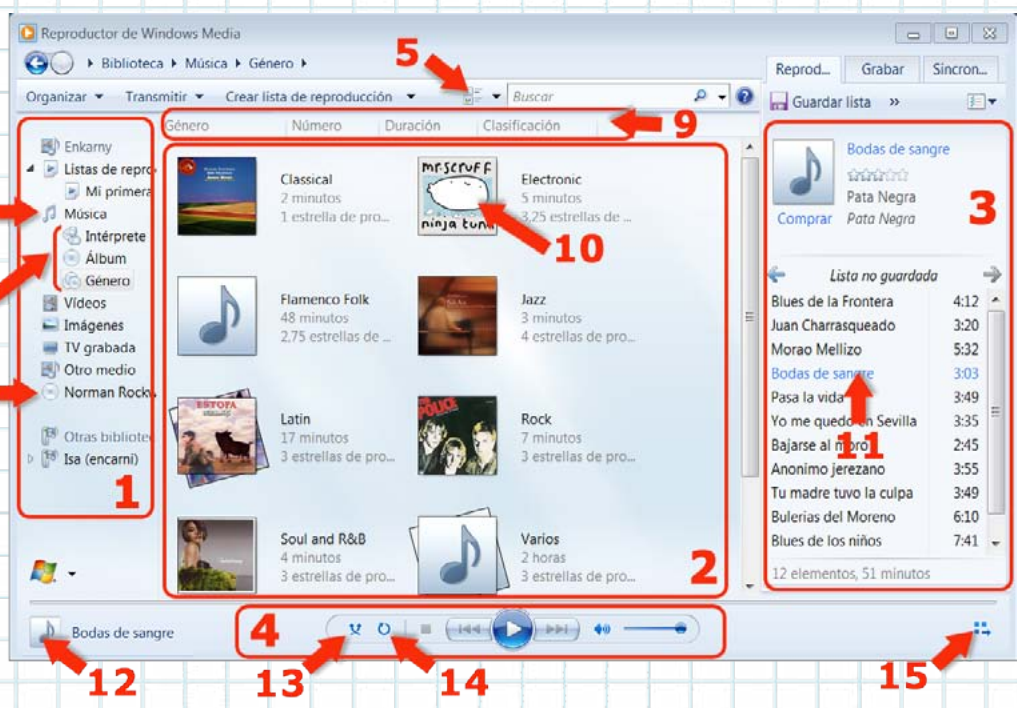 Reproductor de Windows Media
Biblioteca Música Género
5
Reprod... Grabar Sincron...
Organizar Transmitir Crear lista de reproducción Buscar
Guardar lista »
Género Número Duración Clasificación
9
Enkarny
Listas de repro
Mi primera
Música
Intérprete
Álbum
Género
Vídeos
Imágenes
TV grabada
Otro medio
Norman Rockw
Otras bibliotec
Isa (encarni)
1
Classical
2 minutos
1 estrella de pro...
mr.scruff
ninja tuna
Electronic
5 minutos
3,25 estrellas de ...
10
Flamenco Folk
48 minutos
2,75 estrellas de ...
Jazz
3 minutos
4 estrellas de pro...
ESTOPA
Latin
17 minutos
3 estrellas de pro...
THE POLICE
Rock
7 minutos
3 estrellas de pro...
Soul and R&B
4 minutos
3 estrellas de pro...
Varios
2 horas
3 estrellas de pro...
2
Bodas de sangre
Pata Negra
Comprar Pata Negra
3
Lista no guardada
Blues de la Frontera 4:12
Juan Charrasqueado 3:20
Morao Mellizo 5:32
Bodas de sangre 3:03
Pasa la vida 3:49
Yo me quedo en Sevilla 3:35
Bajarse al moro 2:45
11
Anonimo jerezano 3:55
Tu madre tuvo la culpa 3:49
Bulerias del Moreno 6:10
Blues de los niños 7:41
12 elementos, 51 minutos
Bodas de sangre
4
12
13
14
15